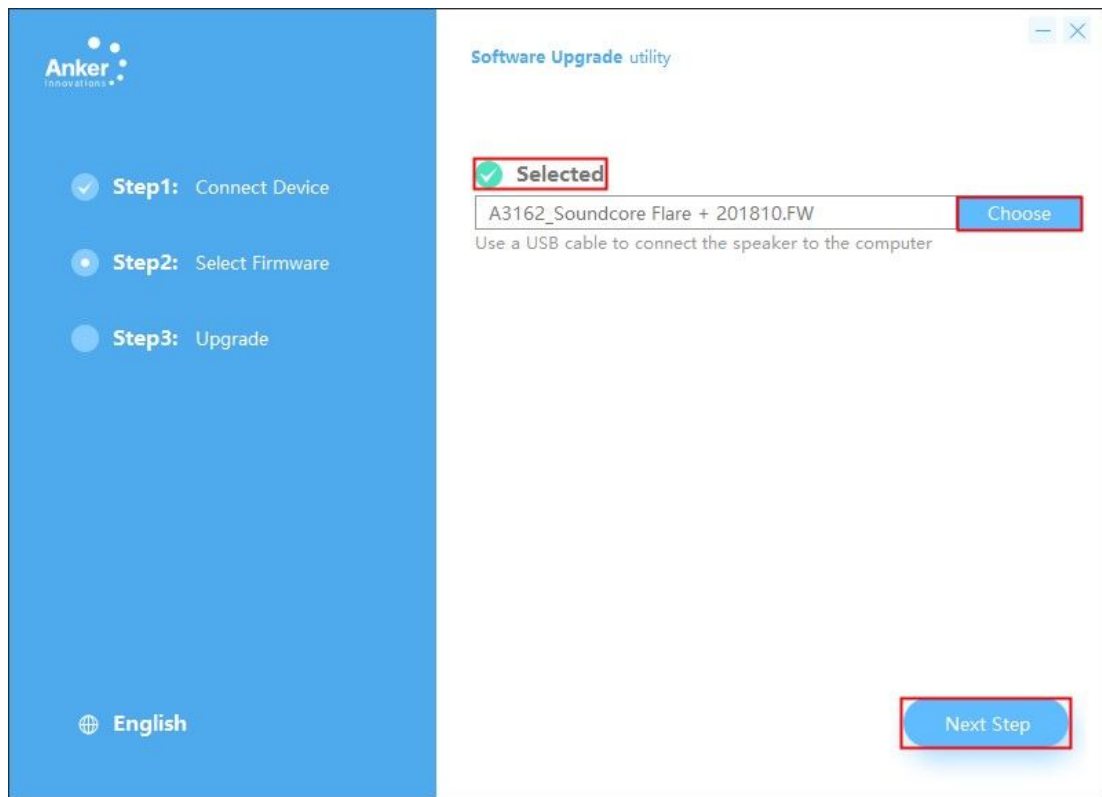 Anker
Innovations
Software Upgrade utility
Step1: Connect Device
Step2: Select Firmware
Step3: Upgrade
English
Selected
A3162_Soundcore Flare + 201810.FW
Choose
Use a USB cable to connect the speaker to the computer
Next Step